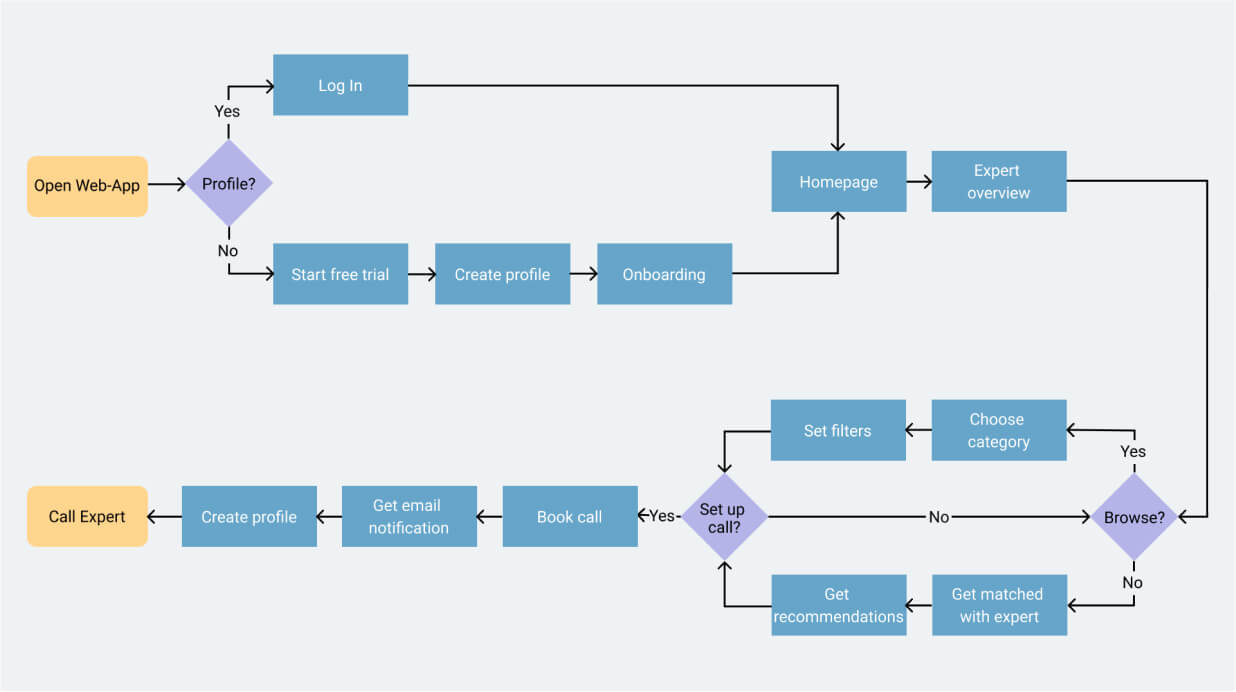 Log In
Yes
Open Web-App
Profile?
Homepage
Expert
overview
No
Start free trial
Create profile
Onboarding
Set filters
Choose
category
Yes
Call Expert
Create profile
Get email
notification
Book call
Yes
Set up
call?
No
Browse?
No
Get
recommendations
Get matched
with expert